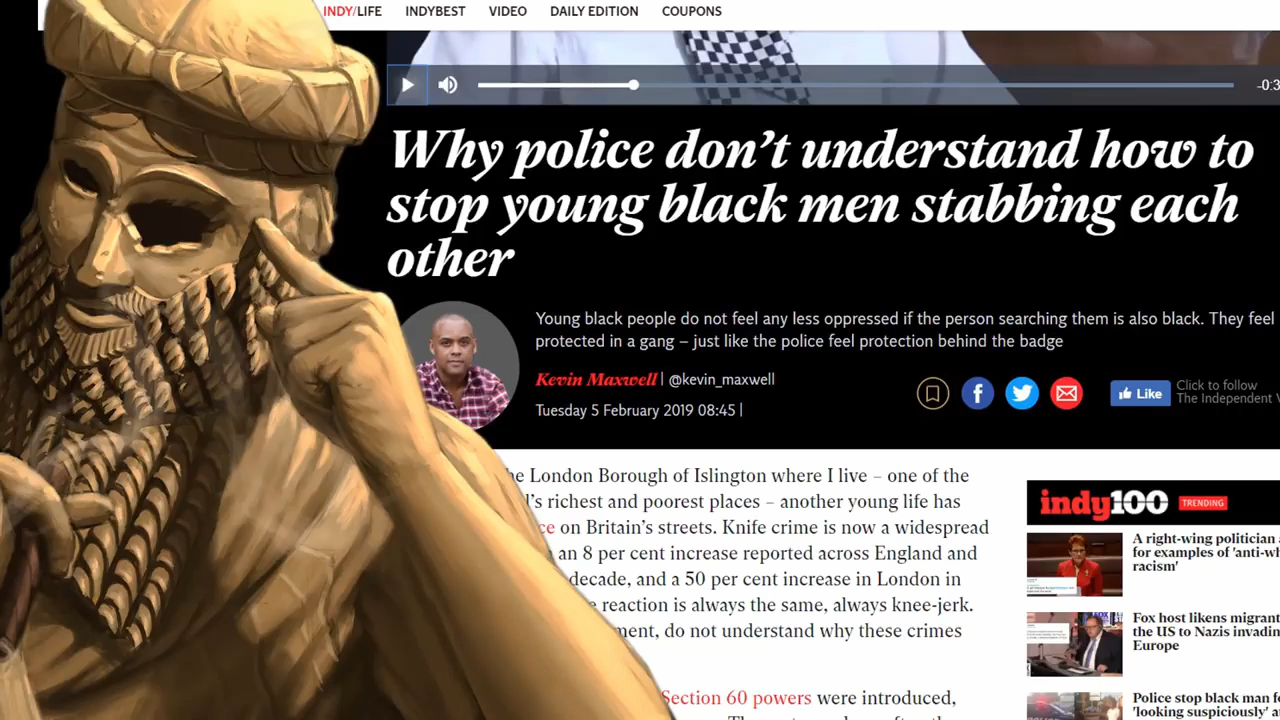 INDY/LIFE INDYBEST VIDEO DAILY EDITION COUPONS
-0:3
Why police don't understand how to
stop young black men stabbing each
other
Young black people do not feel any less oppressed if the person searching them is also black. They feel
protected in a gang – just like the police feel protection behind the badge
Kevin Maxwell | @kevin_maxwell
Tuesday 5 February 2019 08:45 |
Like
Click to follow
The Independent
London Borough of Islington where I live – one of the
richest and poorest places – another young life has
on Britain's streets. Knife crime is now a widespread
an 8 per cent increase reported across England and
decade, and a 50 per cent increase in London in
reaction is always the same, always knee-jerk.
do not understand why these crimes
Section 60 powers were introduced,
indy100 TRENDING
A right-wing politician
for examples of 'anti-wh
racism'
Fox host likens migrant
the US to Nazis invadin
Europe
Police stop black man f
'looking suspiciously' a